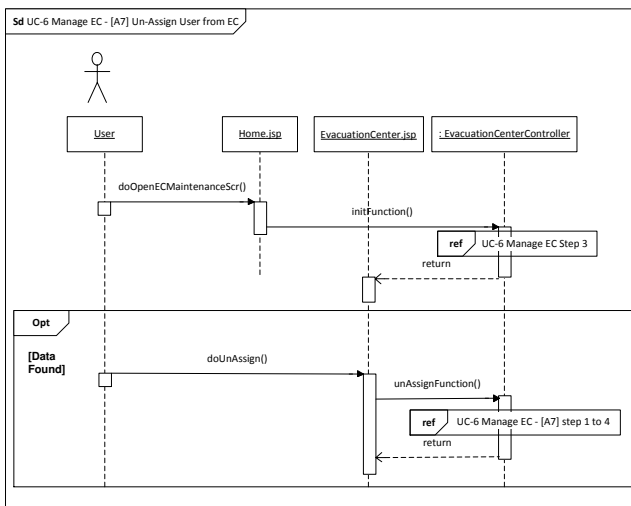 Sd UC-6 Manage EC - [A7] Un-Assign User from EC
User
Home.jsp
EvacuationCenter.jsp
: EvacuationCenterController
doOpenECMaintenanceScr()
initFunction()
ref UC-6 Manage EC Step 3
return
Opt
[Data
Found]
doUnAssign()
unAssignFunction()
ref UC-6 Manage EC - [A7] step 1 to 4
return